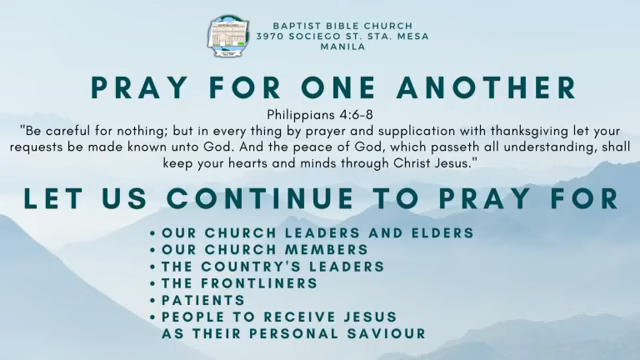 BAPTIST BIBLE CHURCH
3970 SOCIEGO ST. STA. MESA
MANILA
PRAY FOR ONE ANOTHER
Philippians 4:6-8
"Be careful for nothing; but in every thing by prayer and supplication with thanksgiving let your
requests be made known unto God. And the peace of God, which passeth all understanding, shall
keep your hearts and minds through Christ Jesus."
LET US CONTINUE TO PRAY FOR
• OUR CHURCH LEADERS AND ELDERS
• OUR CHURCH MEMBERS
• THE COUNTRY'S LEADERS
• THE FRONTLINERS
• PATIENTS
• PEOPLE TO RECEIVE JESUS
AS THEIR PERSONAL SAVIOUR